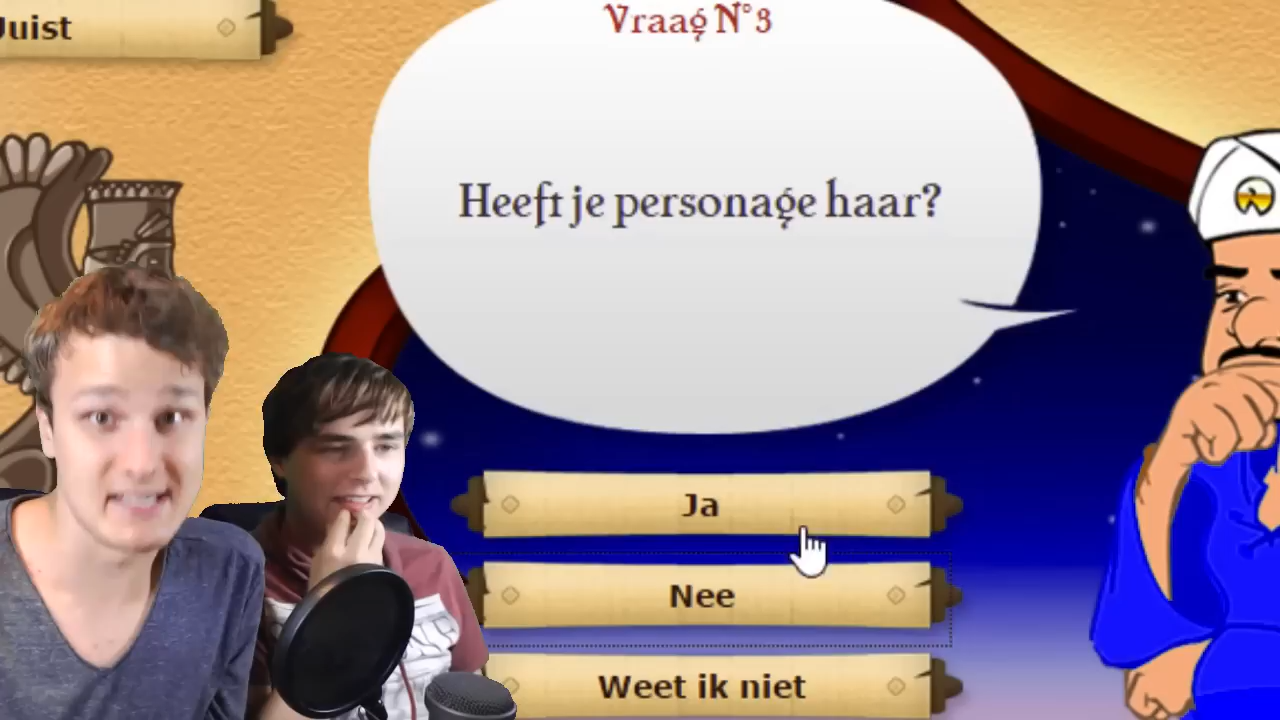 Juist
Vraag N°3
Heeft je personage haar?
Ja
Nee
Weet ik niet